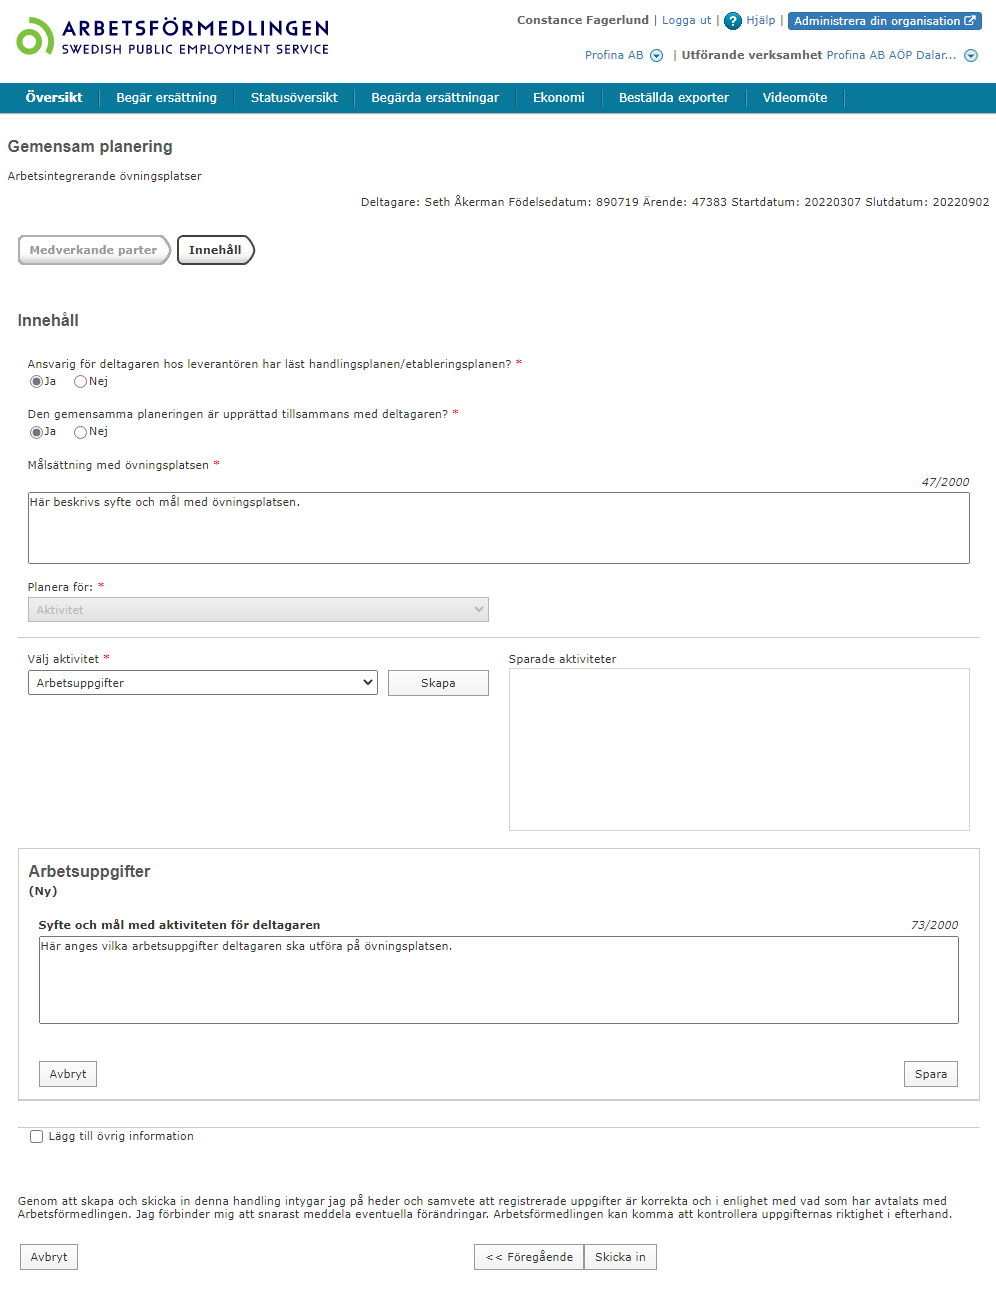 ARBETSFÖRMEDLINGEN
SWEDISH PUBLIC EMPLOYMENT SERVICE
Constance Fagerlund | Logga ut | ? Hjälp | Administrera din organisation
Profina AB | Utförande verksamhet Profina AB AÖP Dalar...
Översikt Begär ersättning Statusöversikt Begärda ersättningar Ekonomi Beställda exporter Videomöte
Gemensam planering
Arbetsintegrerande övningsplatser
Deltagare: Seth Åkerman Födelsedatum: 890719 Ärende: 47383 Startdatum: 20220307 Slutdatum: 20220902
Medverkande parter Innehåll
Innehåll
Ansvarig för deltagaren hos leverantören har läst handlingsplanen/etableringsplanen? *
Ja Nej
Den gemensamma planeringen är upprättad tillsammans med deltagaren? *
Ja Nej
Målsättning med övningsplatsen *
47/2000
Här beskrivs syfte och mål med övningsplatsen.
Planera för: *
Aktivitet
Välj aktivitet * Sparade aktiviteter
Arbetsuppgifter Skapa
Arbetsuppgifter
(Ny)
Syfte och mål med aktiviteten för deltagaren 73/2000
Här anges vilka arbetsuppgifter deltagaren ska utföra på övningsplatsen.
Avbryt Spara
Lägg till övrig information
Genom att skapa och skicka in denna handling intygar jag på heder och samvete att registrerade uppgifter är korrekta och i enlighet med vad som har avtalats med
Arbetsförmedlingen. Jag förbinder mig att snarast meddela eventuella förändringar. Arbetsförmedlingen kan komma att kontrollera uppgifternas riktighet i efterhand.
Avbryt << Föregående Skicka in